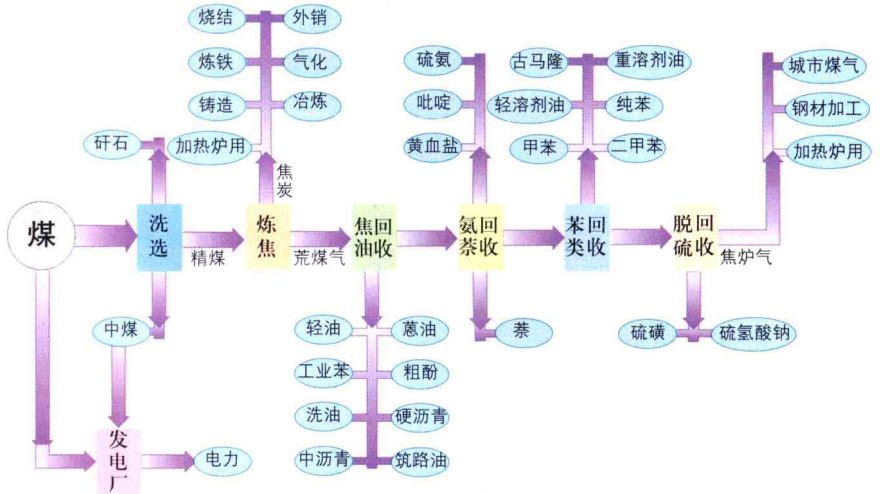 烧结 外销
炼铁 气化
铸造 冶炼
加热炉用
焦炭
矸石
硫氨
吡啶
黄血盐
古马隆 重溶剂油
轻溶剂油 纯苯
甲苯 二甲苯
城市煤气
钢材加工
加热炉用
煤
洗选
精煤
炼焦
荒煤气
焦油回收
氨萘回收
苯类回收
脱硫回收
焦炉气
中煤
发电厂
电力
轻油 蒽油
工业苯 粗酚
洗油 硬沥青
中沥青 筑路油
萘
硫磺 硫氢酸钠